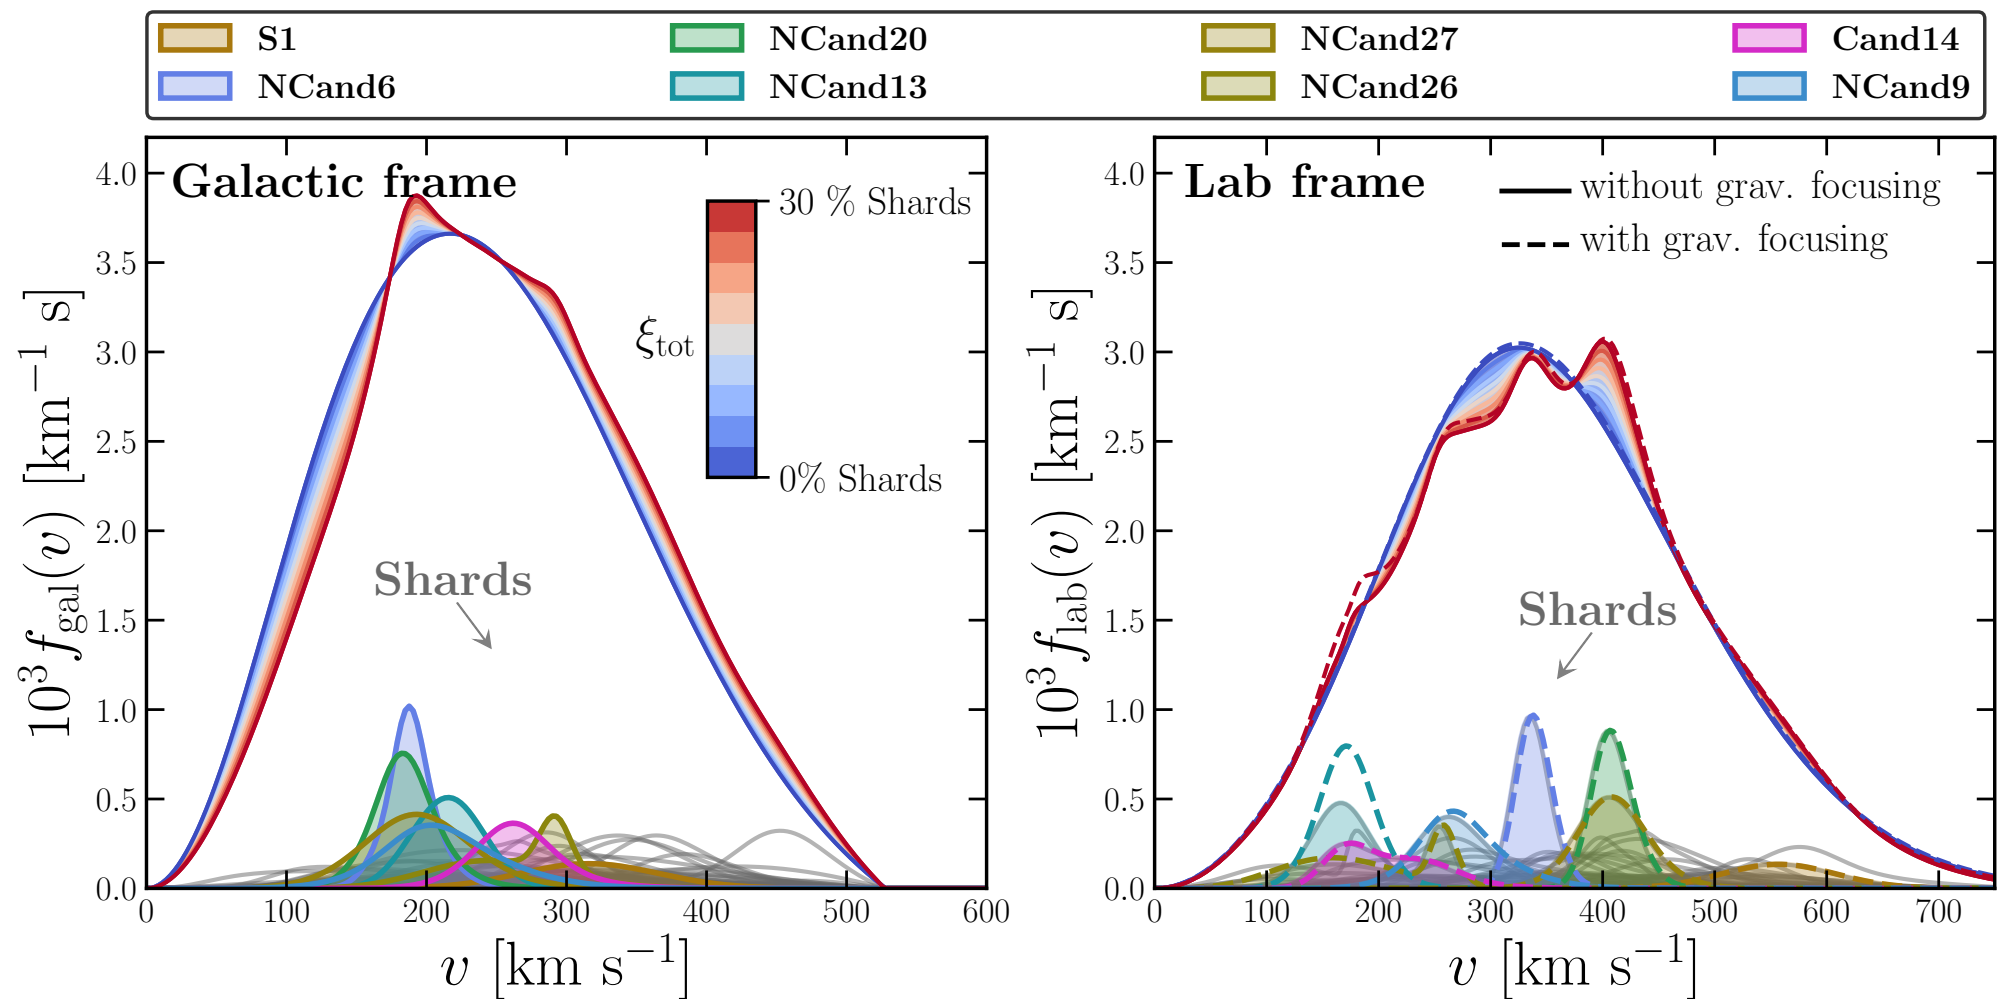 S1 NCand20 NCand27 Cand14
NCand6 NCand13 NCand26 NCand9
Galactic frame
30 % Shards
ξtot
0% Shards
Shards
10³ f_gal(v) [km⁻¹ s]
4.0
3.5
3.0
2.5
2.0
1.5
1.0
0.5
0.0
0 100 200 300 400 500 600
v [km s⁻¹]
Lab frame
without grav. focusing
with grav. focusing
Shards
10³ f_lab(v) [km⁻¹ s]
4.0
3.5
3.0
2.5
2.0
1.5
1.0
0.5
0.0
0 100 200 300 400 500 600 700
v [km s⁻¹]